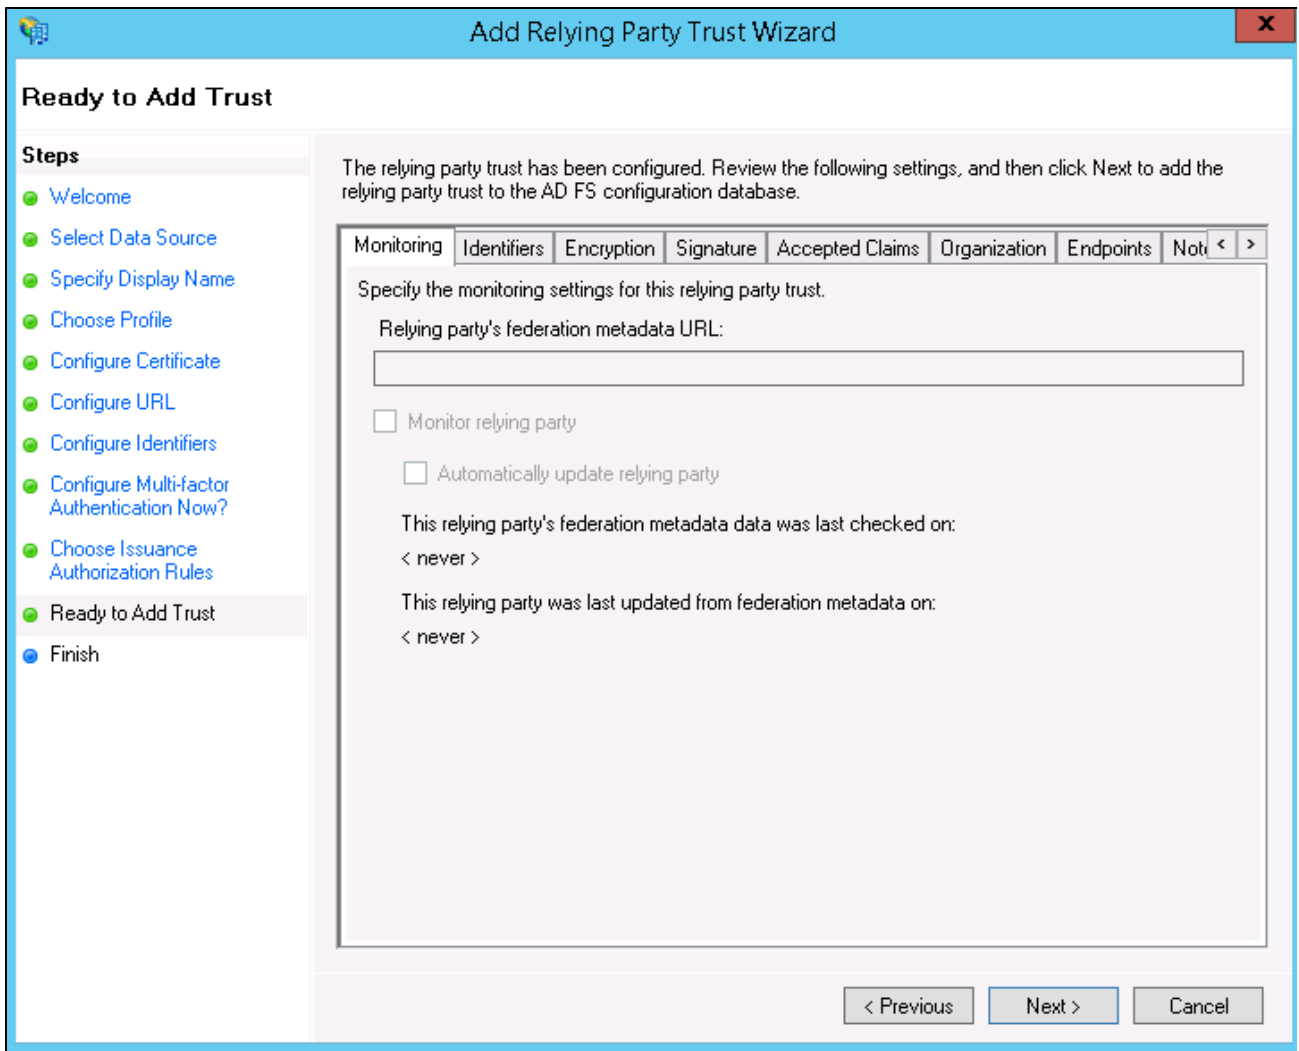 Add Relying Party Trust Wizard
X
Ready to Add Trust
Steps
Welcome
Select Data Source
Specify Display Name
Choose Profile
Configure Certificate
Configure URL
Configure Identifiers
Configure Multi-factor
Authentication Now?
Choose Issuance
Authorization Rules
Ready to Add Trust
Finish
The relying party trust has been configured. Review the following settings, and then click Next to add the
relying party trust to the AD FS configuration database.
Monitoring Identifiers Encryption Signature Accepted Claims Organization Endpoints < >
Specify the monitoring settings for this relying party trust.
Relying party's federation metadata URL:
Monitor relying party
Automatically update relying party
This relying party's federation metadata data was last checked on:
< never >
This relying party was last updated from federation metadata on:
< never >
< Previous Next > Cancel